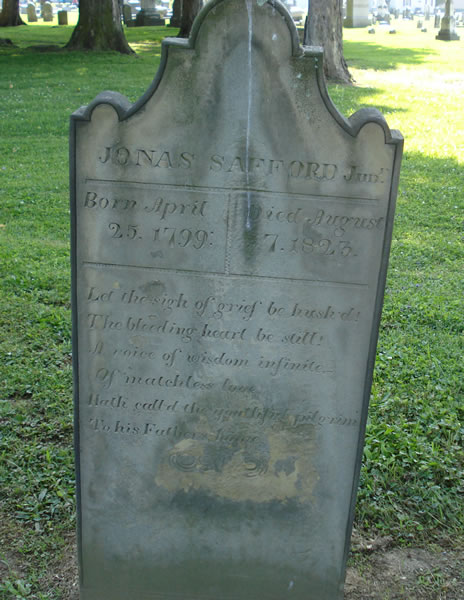 JONAS SAFFORD Junr.
Born April Died August
25. 1799. 7. 1823.
Let the sigh of grief be hush'd!
The bleeding heart be still!
A voice of wisdom infinite
Of matchless love
Hath call'd the youthful pilgrim
To his Father's house